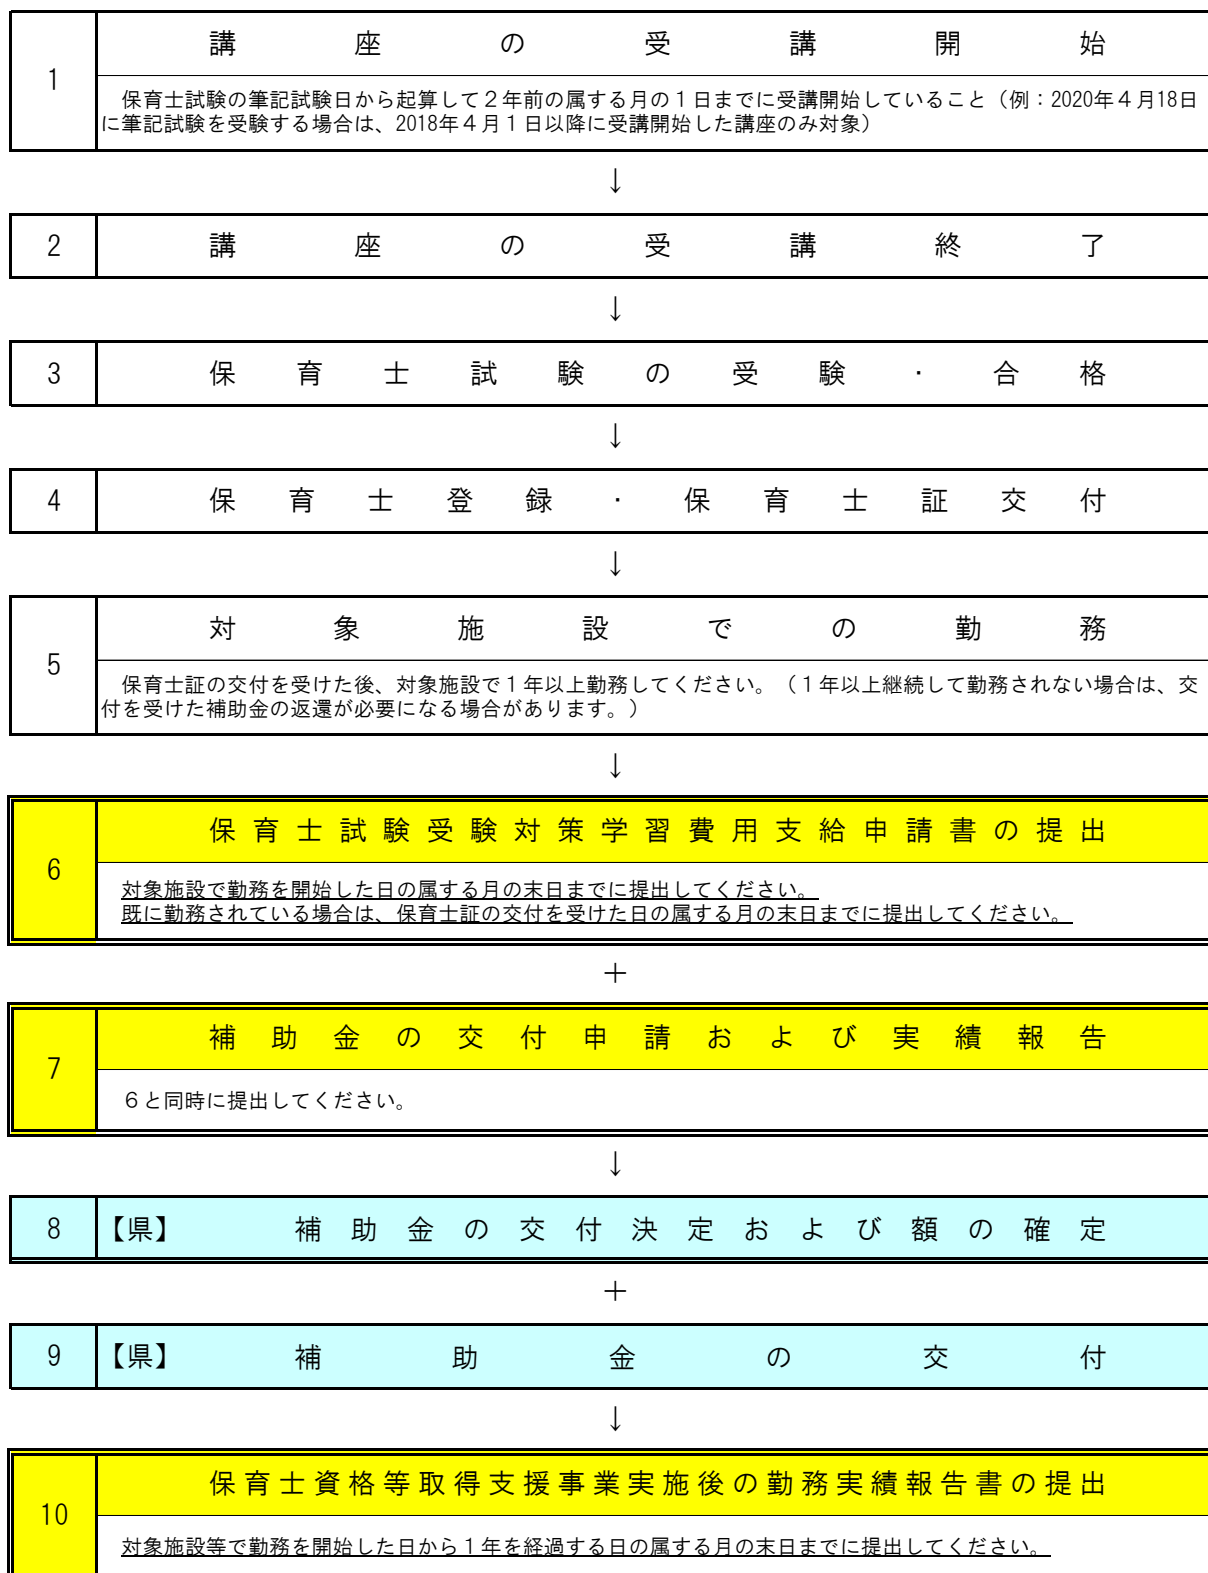 1
講座の受講開始
保育士試験の筆記試験日から起算して２年前の属する月の１日までに受講開始していること（例：2020年４月18日
に筆記試験を受験する場合は、2018年４月１日以降に受講開始した講座のみ対象）
↓
2 講座の受講終了
↓
3 保育士試験の受験・合格
↓
4 保育士登録・保育士証交付
↓
5
対象施設での勤務
保育士証の交付を受けた後、対象施設で１年以上勤務してください。（１年以上継続して勤務されない場合は、交
付を受けた補助金の返還が必要になる場合があります。）
↓
6
保育士試験受験対策学習費用支給申請書の提出
対象施設で勤務を開始した日の属する月の末日までに提出してください。
既に勤務されている場合は、保育士証の交付を受けた日の属する月の末日までに提出してください。
＋
7
補助金の交付申請および実績報告
６と同時に提出してください。
↓
8 【県】 補助金の交付決定および額の確定
＋
9 【県】 補助金の交付
↓
10
保育士資格等取得支援事業実施後の勤務実績報告書の提出
対象施設等で勤務を開始した日から１年を経過する日の属する月の末日までに提出してください。